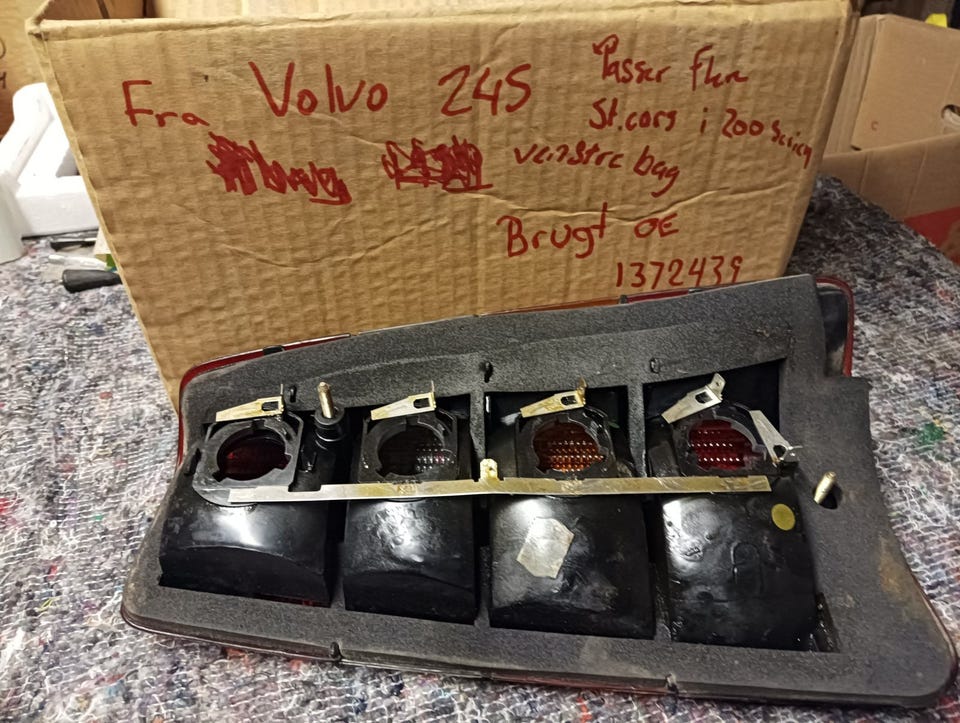 Fra Volvo 245
Passer flere
St.cars i 200 serien
venstre bag
Brugt OE
1372439